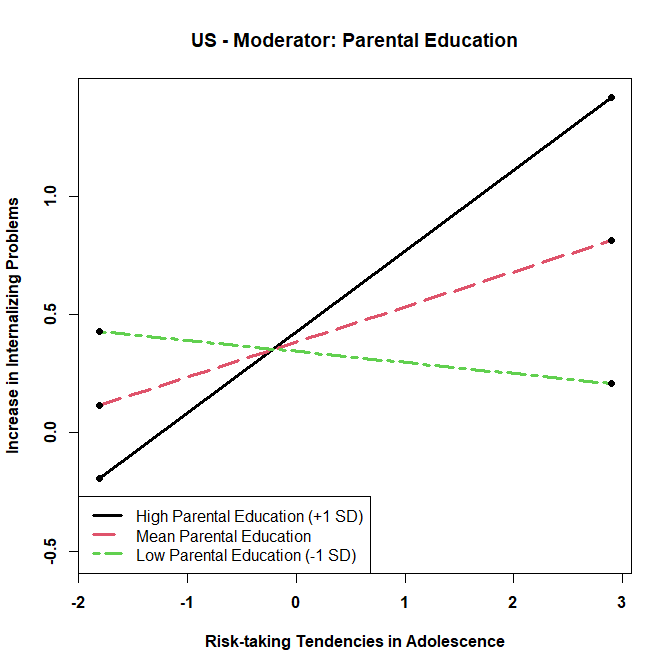 US - Moderator: Parental Education
Increase in Internalizing Problems
1.0
0.5
0.0
-0.5
High Parental Education (+1 SD)
Mean Parental Education
Low Parental Education (-1 SD)
-2 -1 0 1 2 3
Risk-taking Tendencies in Adolescence